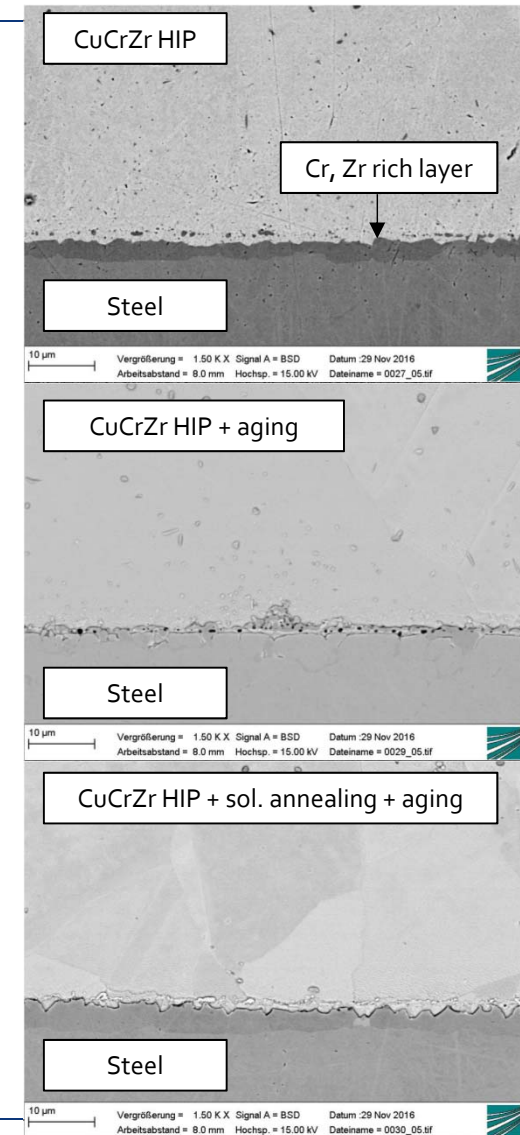 CuCrZr HIP
Cr, Zr rich layer
Steel
10 µm
Vergrößerung = 1.50 K X Signal A = BSD Datum :29 Nov 2016
Arbeitsabstand = 8.0 mm Hochsp. = 15.00 kV Dateiname = 0027_05.tif
CuCrZr HIP + aging
Steel
10 µm
Vergrößerung = 1.50 K X Signal A = BSD Datum :29 Nov 2016
Arbeitsabstand = 8.0 mm Hochsp. = 15.00 kV Dateiname = 0029_05.tif
CuCrZr HIP + sol. annealing + aging
Steel
10 µm
Vergrößerung = 1.50 K X Signal A = BSD Datum :29 Nov 2016
Arbeitsabstand = 8.0 mm Hochsp. = 15.00 kV Dateiname = 0030_05.tif